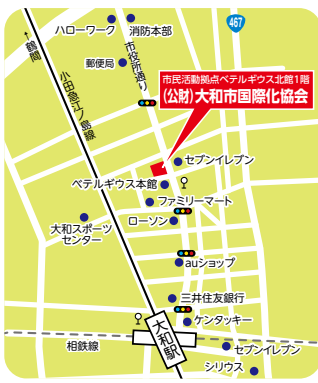 ハローワーク
消防本部
467
←鶴間
郵便局
市役所通り
小田急江ノ島線
市民活動拠点ベテルギウス北館1階
(公財)大和市国際化協会
セブンイレブン
ベテルギウス本館
ファミリーマート
大和スポーツ
センター
ローソン
auショップ
三井住友銀行
ケンタッキー
大和駅
相鉄線
セブンイレブン
シリウス